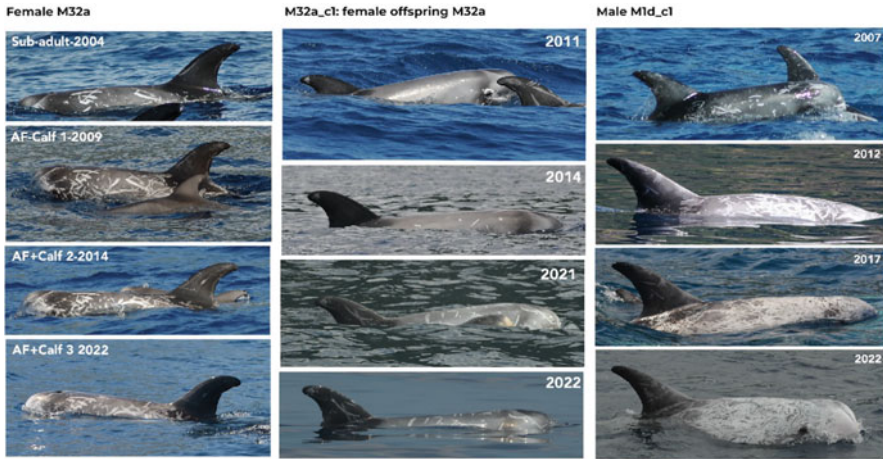 Female M32a
Sub-adult-2004
AF-Calf 1-2009
AF+Calf 2-2014
AF+Calf 3 2022
M32a_c1: female offspring M32a
2011
2014
2021
2022
Male M1d_c1
2007
2012
2017
2022